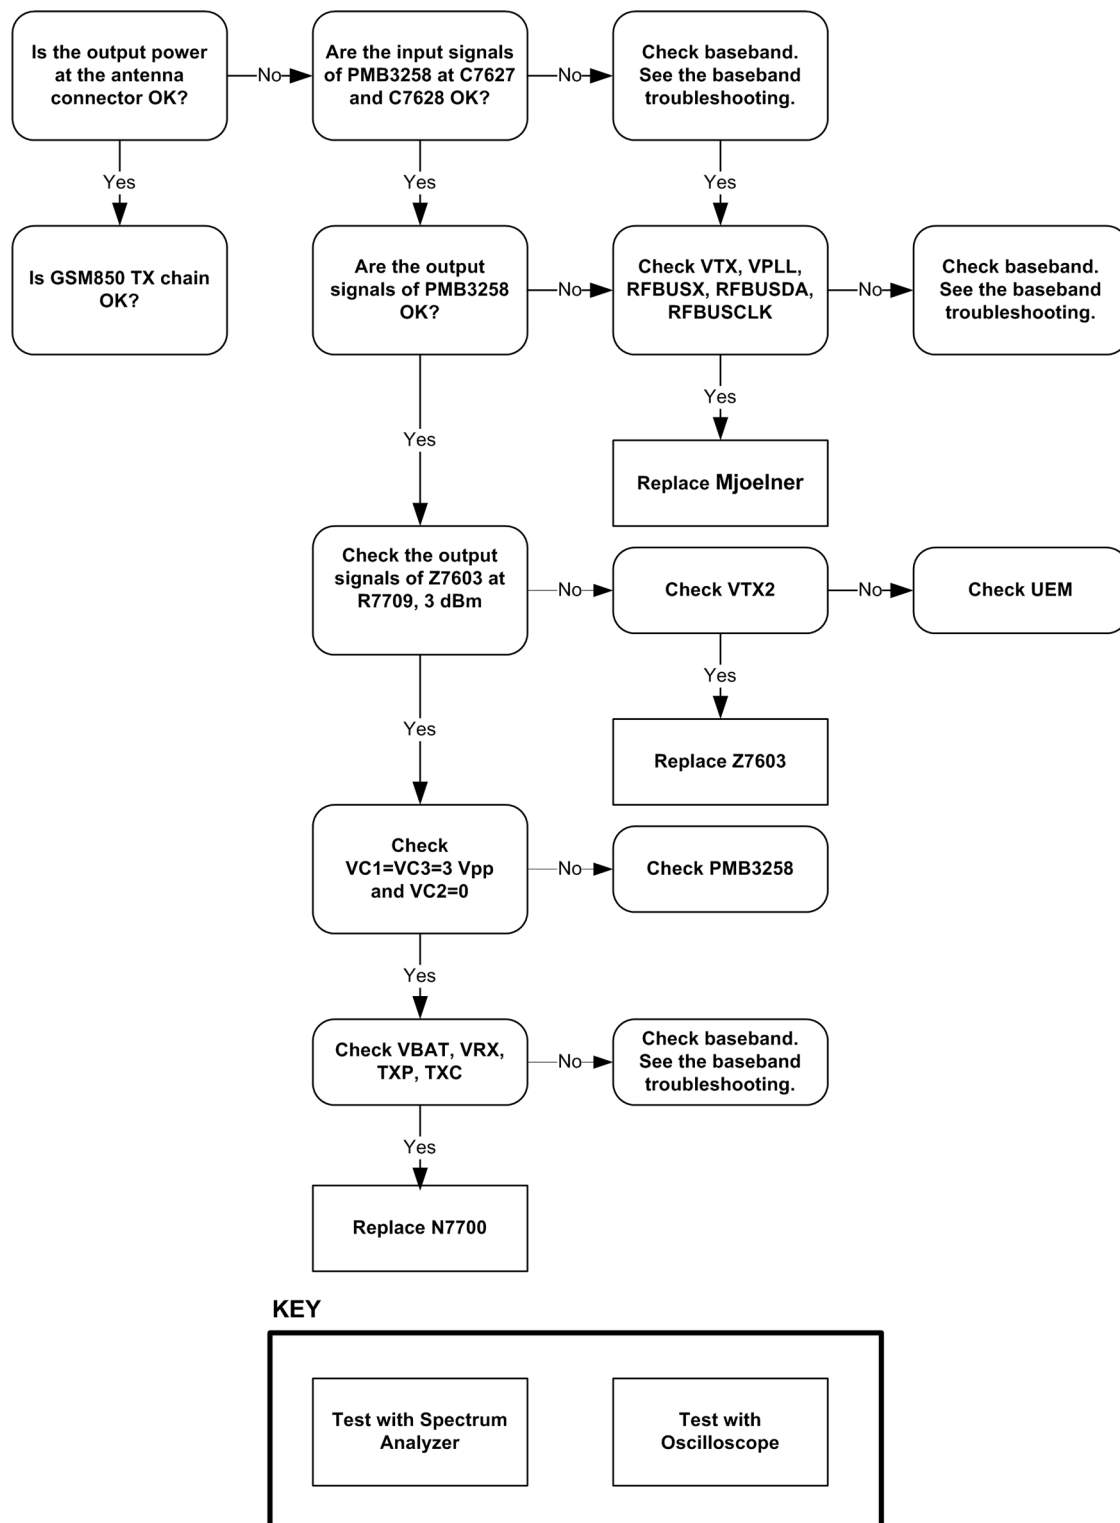 Is the output power
at the antenna
connector OK?
No
Are the input signals
of PMB3258 at C7627
and C7628 OK?
No
Check baseband.
See the baseband
troubleshooting.
Yes
Yes
Yes
Is GSM850 TX chain
OK?
Are the output
signals of PMB3258
OK?
No
Check VTX, VPLL,
RFBUSX, RFBUSDA,
RFBUSCLK
No
Check baseband.
See the baseband
troubleshooting.
Yes
Yes
Replace Mjoelner
Check the output
signals of Z7603 at
R7709, 3 dBm
No
Check VTX2
No
Check UEM
Yes
Yes
Replace Z7603
Check
VC1=VC3=3 Vpp
and VC2=0
No
Check PMB3258
Yes
Check VBAT, VRX,
TXP, TXC
No
Check baseband.
See the baseband
troubleshooting.
Yes
Replace N7700
KEY
Test with Spectrum
Analyzer
Test with
Oscilloscope